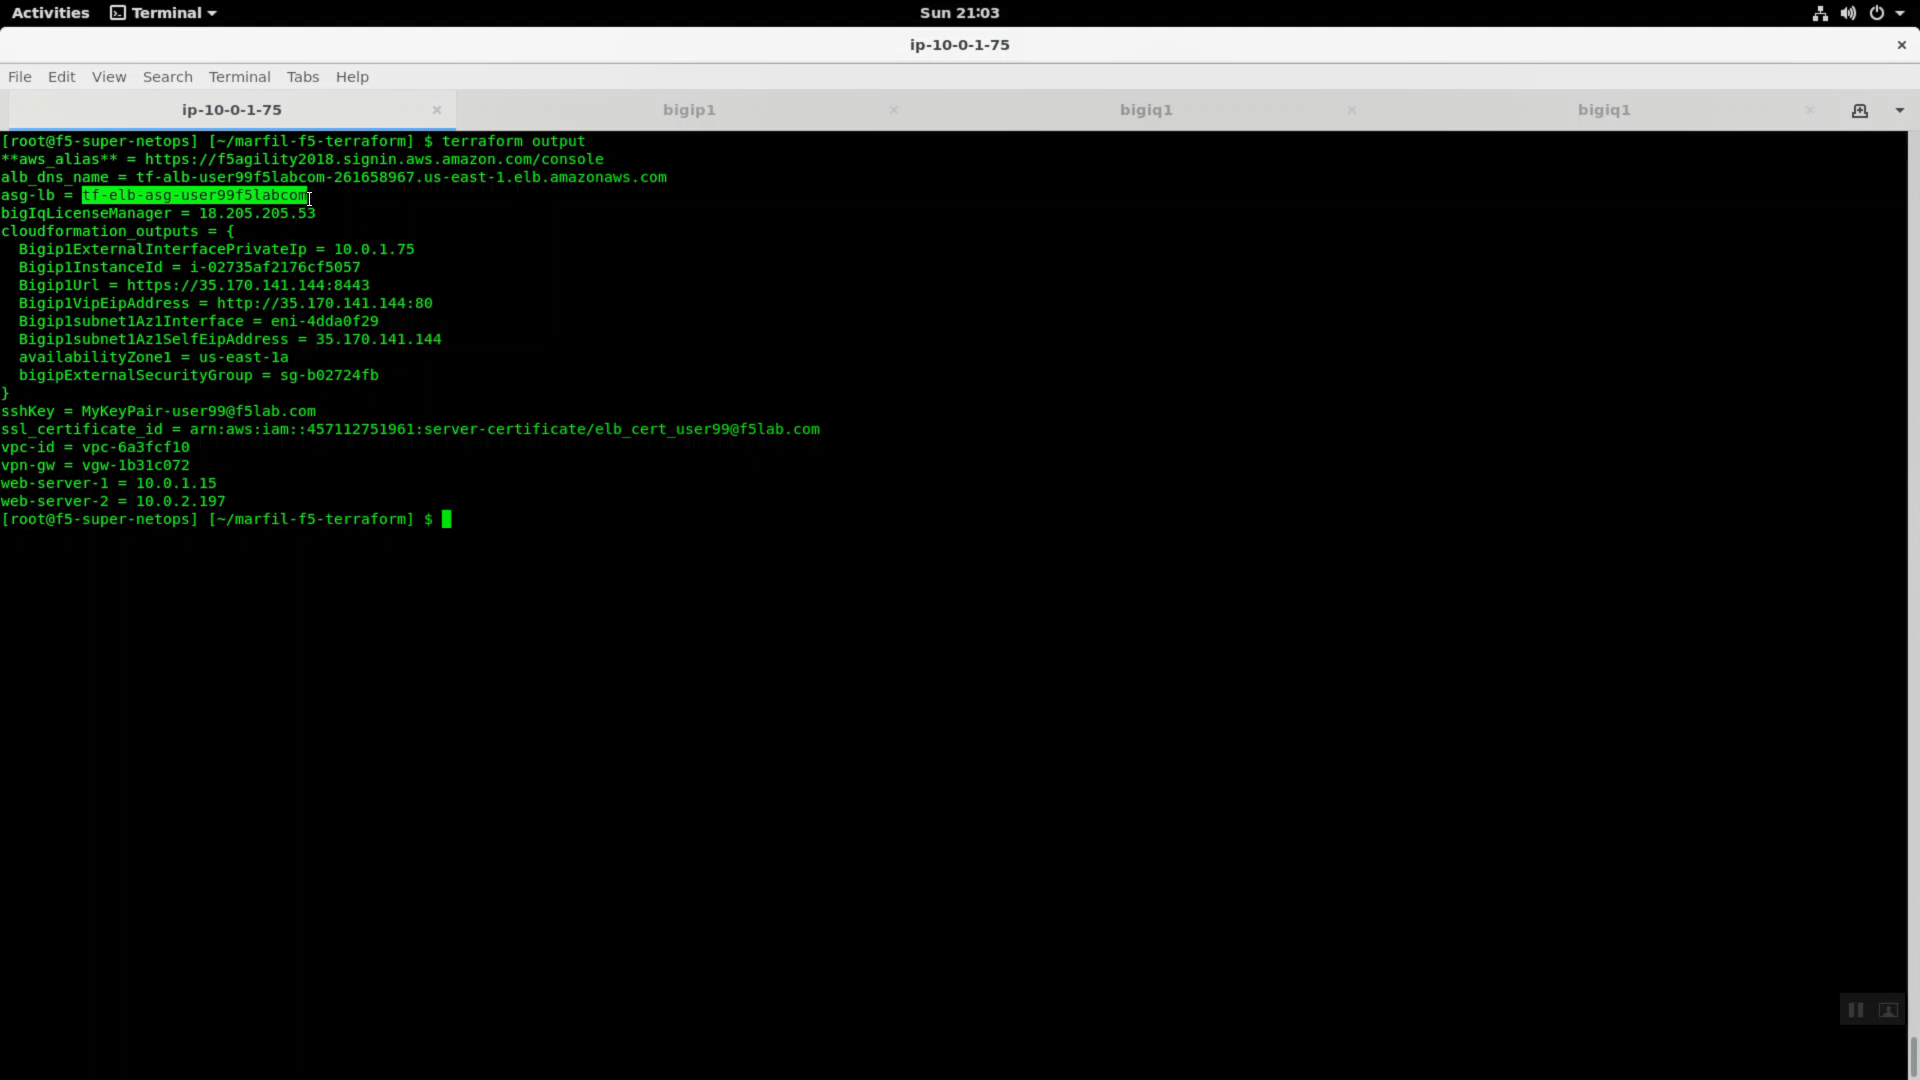 Activities Terminal Sun 21:03
ip-10-0-1-75 ×
File Edit View Search Terminal Tabs Help
ip-10-0-1-75 × bigip1 × bigiq1 × bigiq1 ×
[root@f5-super-netops] [~/marfil-f5-terraform] $ terraform output
**aws_alias** = https://f5agility2018.signin.aws.amazon.com/console
alb_dns_name = tf-alb-user99f5labcom-261658967.us-east-1.elb.amazonaws.com
asg-lb = tf-elb-asg-user99f5labcom
bigIqLicenseManager = 18.205.205.53
cloudformation_outputs = {
  Bigip1ExternalInterfacePrivateIp = 10.0.1.75
  Bigip1InstanceId = i-02735af2176cf5057
  Bigip1Url = https://35.170.141.144:8443
  Bigip1VipEipAddress = http://35.170.141.144:80
  Bigip1subnet1Az1Interface = eni-4dda0f29
  Bigip1subnet1Az1SelfEipAddress = 35.170.141.144
  availabilityZone1 = us-east-1a
  bigipExternalSecurityGroup = sg-b02724fb
}
sshKey = MyKeyPair-user99@f5lab.com
ssl_certificate_id = arn:aws:iam::457112751961:server-certificate/elb_cert_user99@f5lab.com
vpc-id = vpc-6a3fcf10
vpn-gw = vgw-1b31c072
web-server-1 = 10.0.1.15
web-server-2 = 10.0.2.197
[root@f5-super-netops] [~/marfil-f5-terraform] $